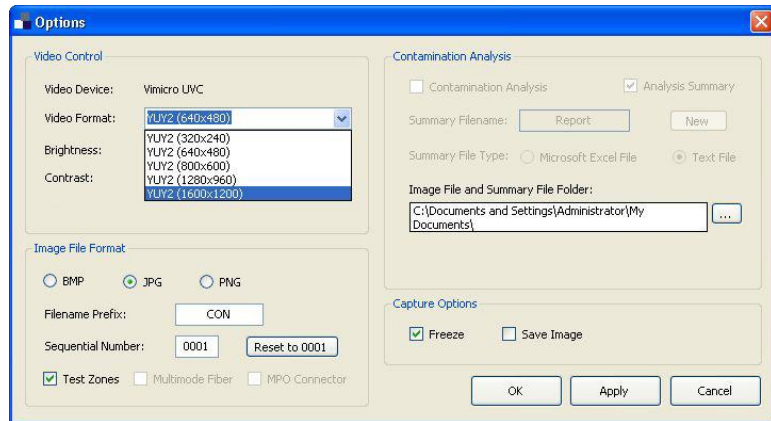 Options
Video Control
Video Device: Vimicro UVC
Video Format: YUY2 (640x480)
YUY2 (320x240)
YUY2 (640x480)
YUY2 (800x600)
YUY2 (1280x960)
YUY2 (1600x1200)
Brightness:
Contrast:
Image File Format
BMP JPG PNG
Filename Prefix: CON
Sequential Number: 0001 Reset to 0001
Test Zones Multimode Fiber MPO Connector
Contamination Analysis
Contamination Analysis Analysis Summary
Summary Filename: Report New
Summary File Type: Microsoft Excel File Text File
Image File and Summary File Folder:
C:\Documents and Settings\Administrator\My
Documents\ ...
Capture Options
Freeze Save Image
OK Apply Cancel